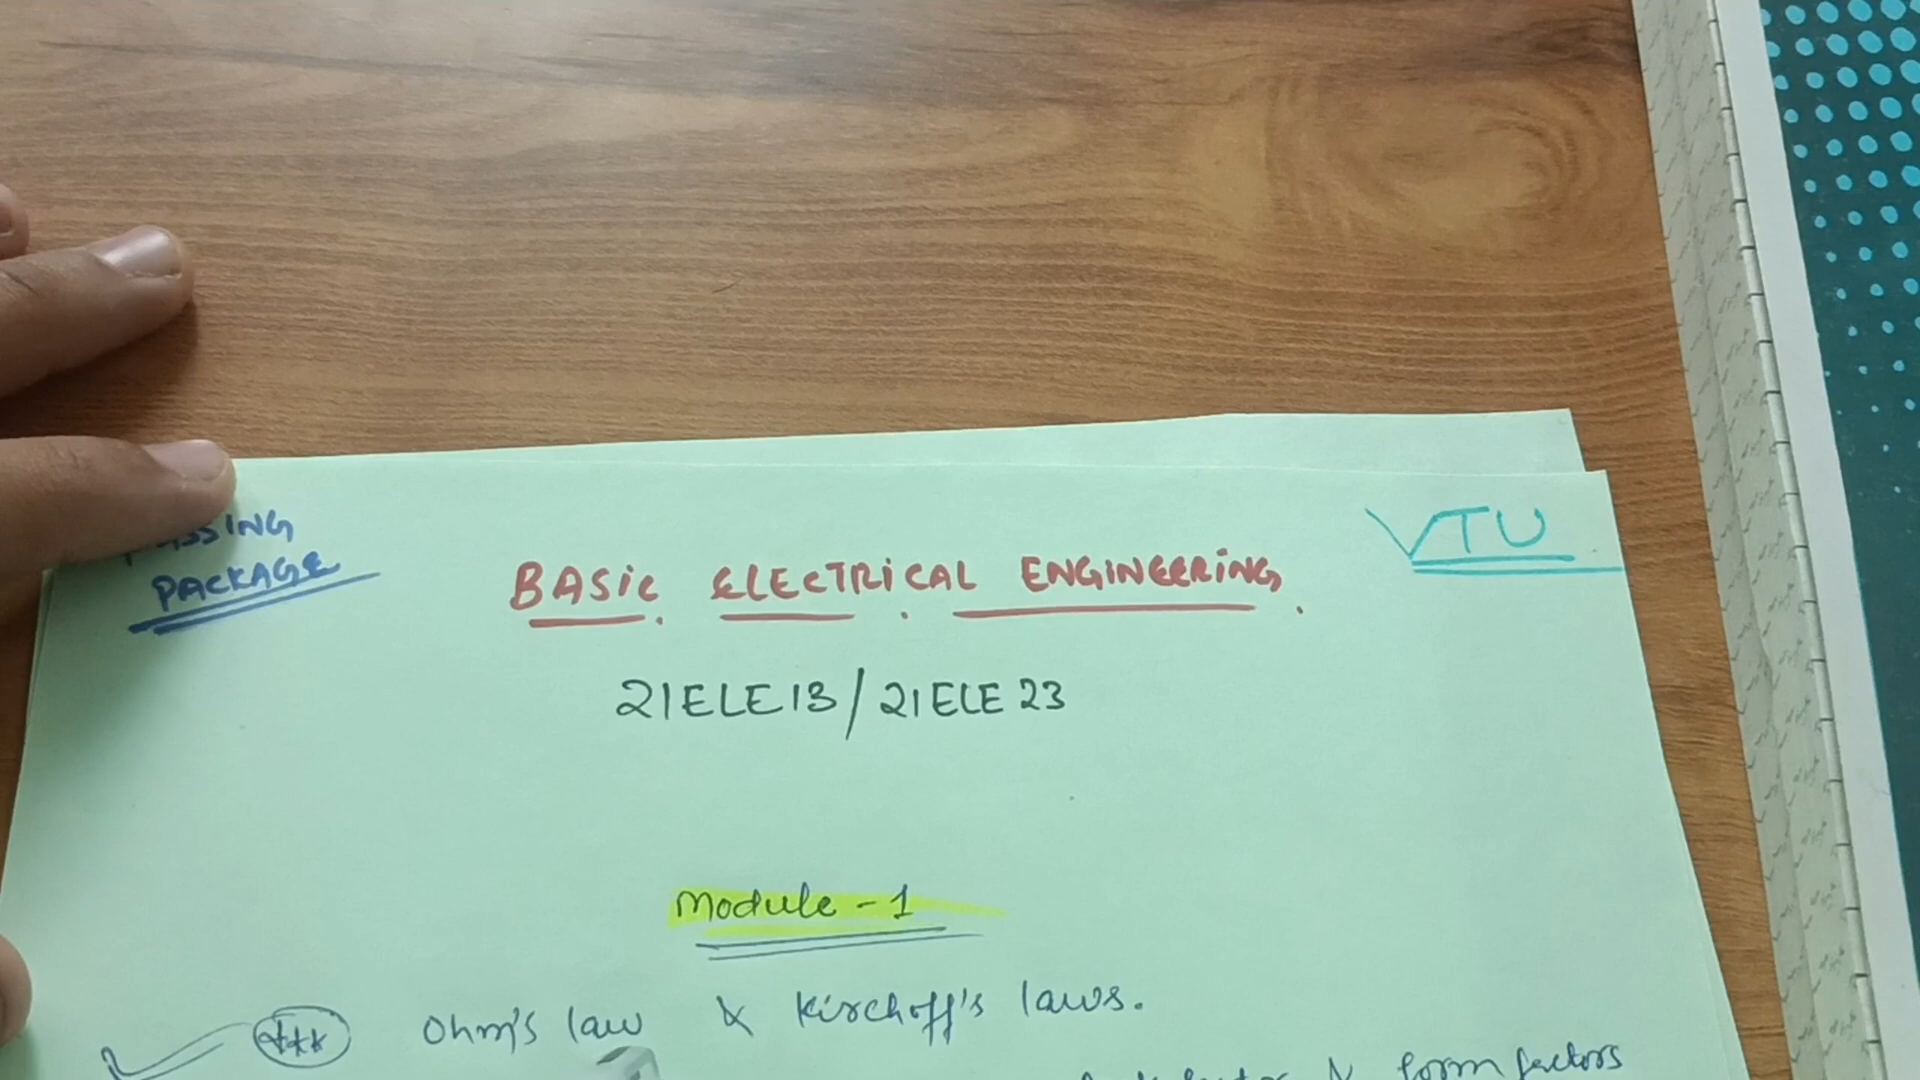 VTU
PACKAGE
BASIC ELECTRICAL ENGINEERING
21ELE13/21ELE23
Module-1
*** Ohm's law & Kirchoff's laws.
& form factors